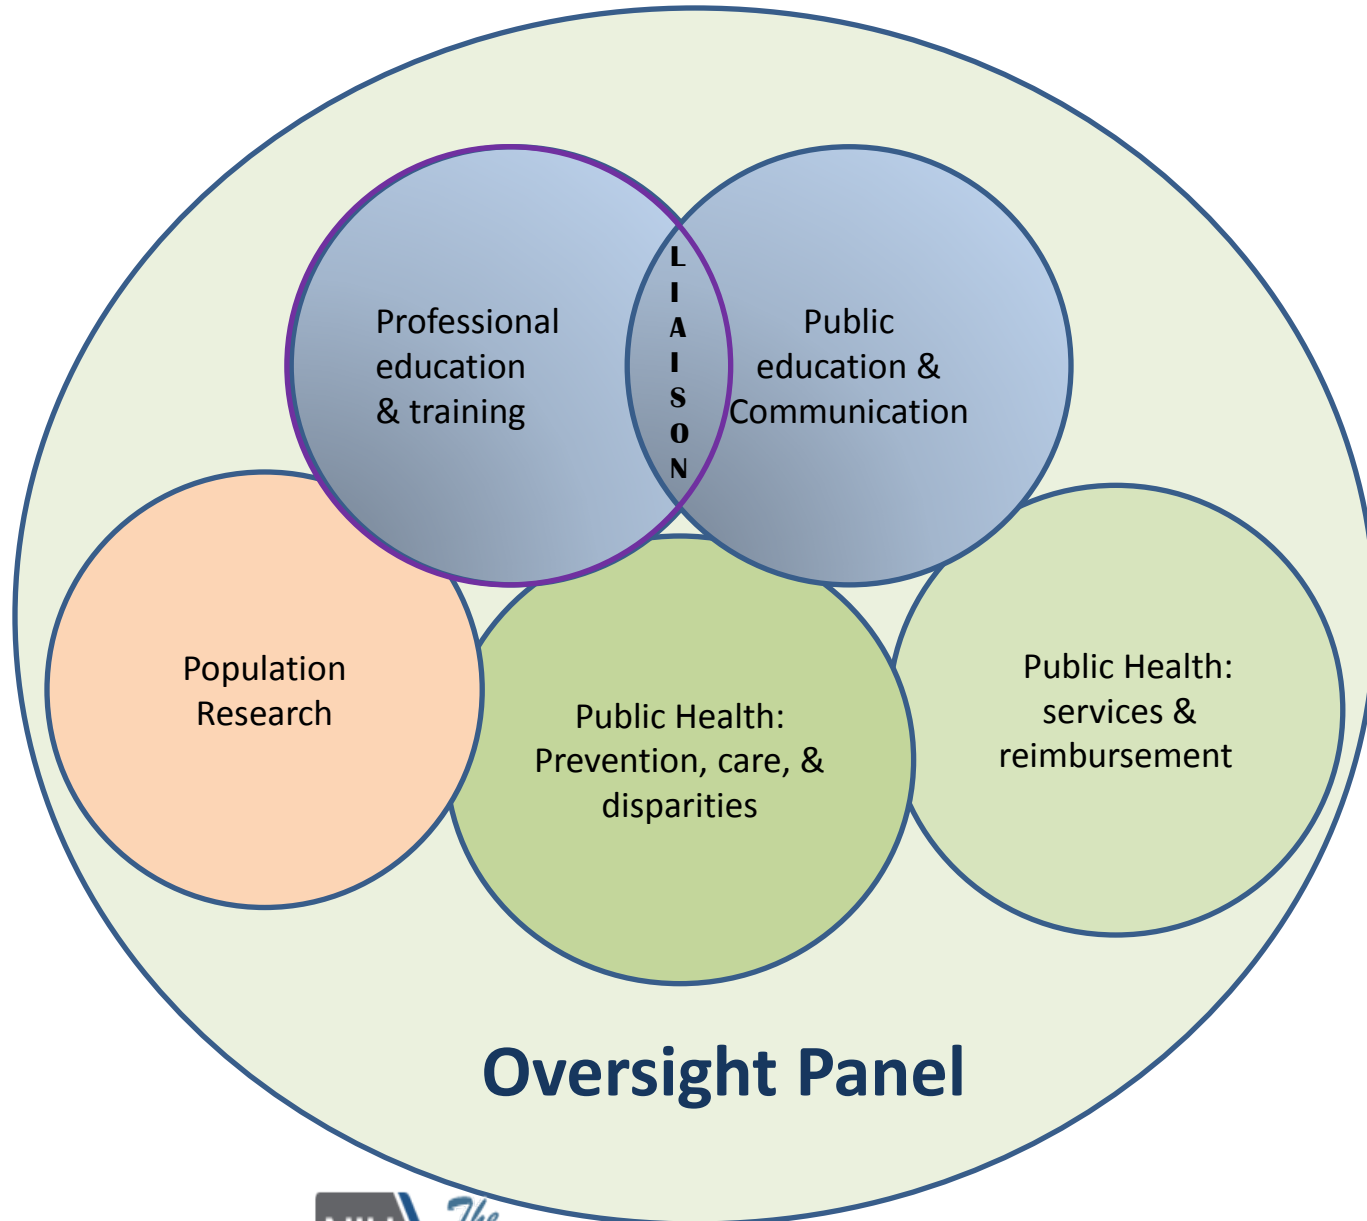 Professional
education
& training
L
I
A
I
S
O
N
Public
education &
Communication
Population
Research
Public Health:
Prevention, care, &
disparities
Public Health:
services &
reimbursement
Oversight Panel
The